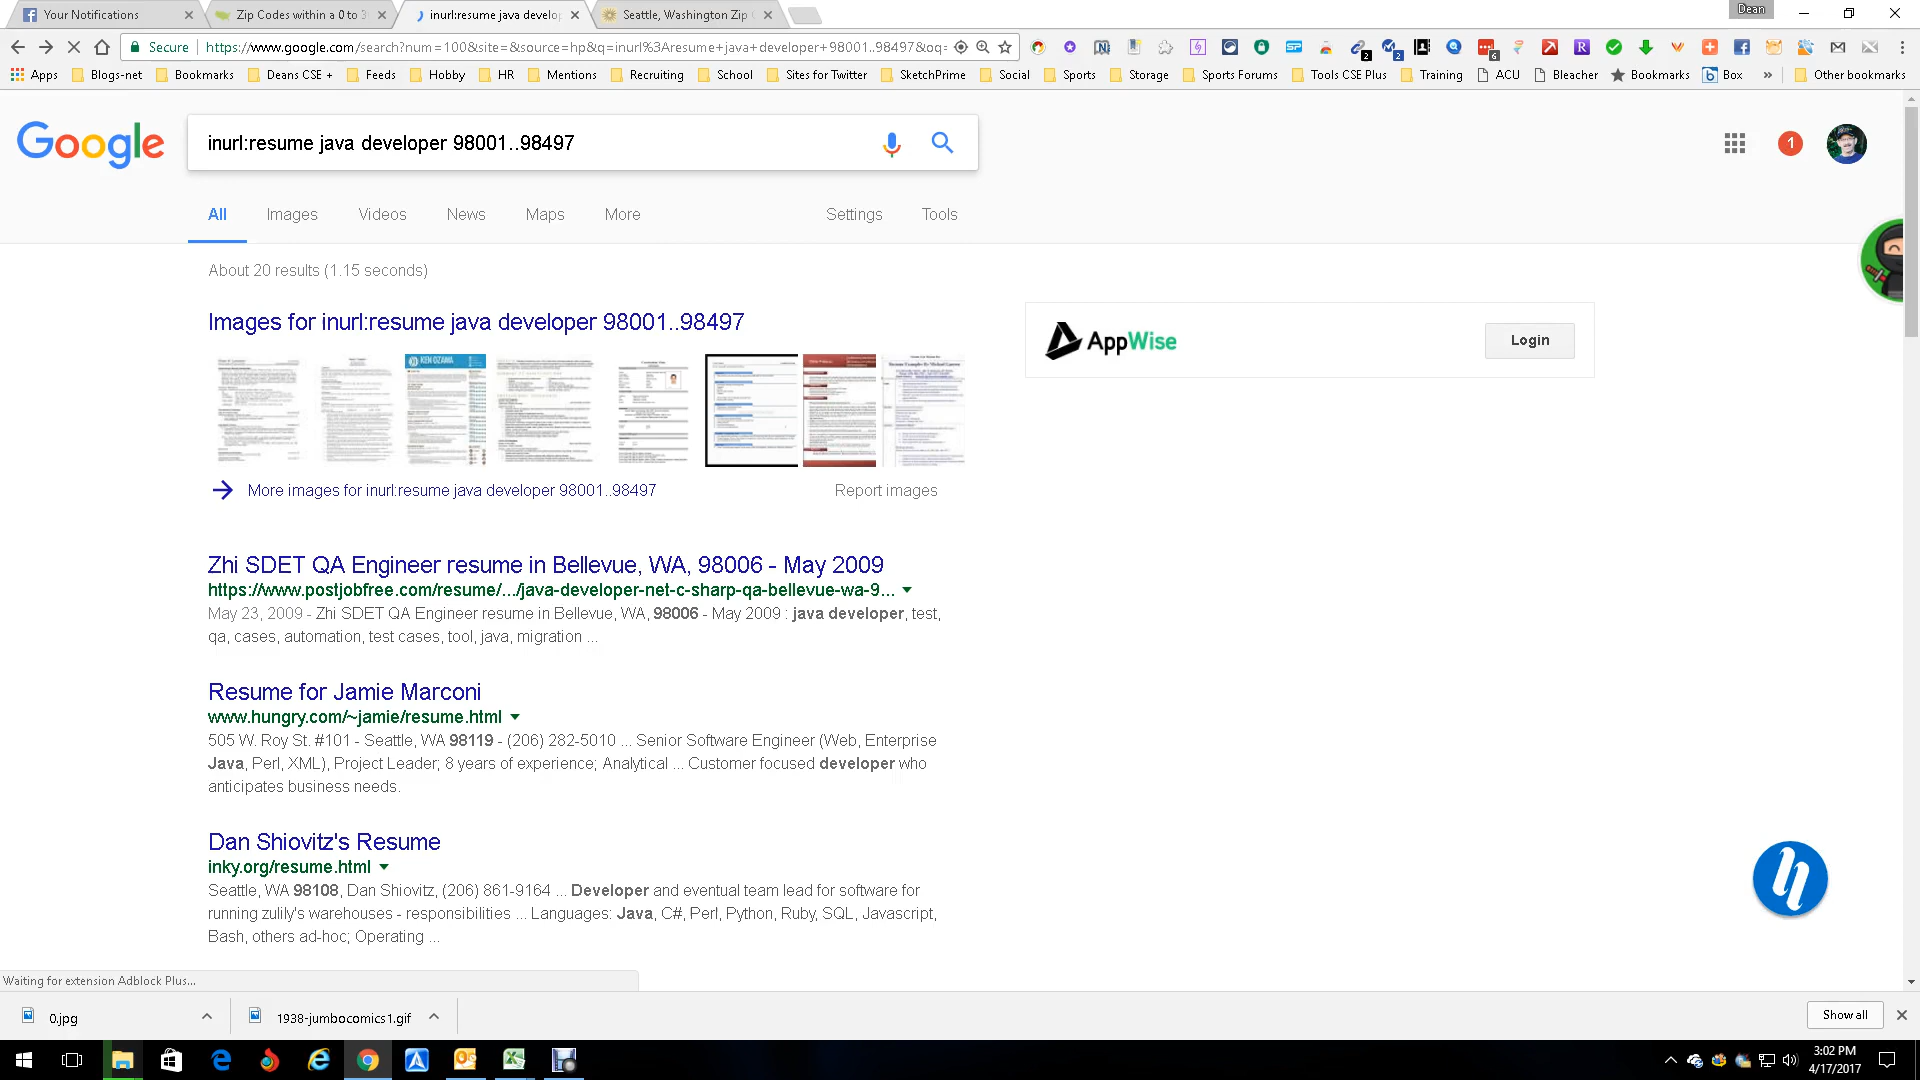 Your Notifications
Zip Codes within a 0 to 3
inurl:resume java develop
Seattle, Washington Zip
Dean
Secure
https://www.google.com/search?num=100&site=&source=hp&q=inurl%3Aresume+java+developer+98001..98497&oq=
2
2
6
Apps
Blogs-net
Bookmarks
Deans CSE +
Feeds
Hobby
HR
Mentions
Recruiting
School
Sites for Twitter
SketchPrime
Social
Sports
Storage
Sports Forums
Tools CSE Plus
Training
ACU
Bleacher
Bookmarks
Box
»
Other bookmarks
Google
inurl:resume java developer 98001..98497
1
All
Images
Videos
News
Maps
More
Settings
Tools
About 20 results (1.15 seconds)
Images for inurl:resume java developer 98001..98497
AppWise
Login
KEN OZAWA
More images for inurl:resume java developer 98001..98497
Report images
Zhi SDET QA Engineer resume in Bellevue, WA, 98006 - May 2009
https://www.postjobfree.com/resume/.../java-developer-net-c-sharp-qa-bellevue-wa-9...
May 23, 2009 - Zhi SDET QA Engineer resume in Bellevue, WA, 98006 - May 2009 : java developer, test,
qa, cases, automation, test cases, tool, java, migration ...
Resume for Jamie Marconi
www.hungry.com/~jamie/resume.html
505 W. Roy St. #101 - Seattle, WA 98119 - (206) 282-5010 ... Senior Software Engineer (Web, Enterprise
Java, Perl, XML), Project Leader; 8 years of experience; Analytical ... Customer focused developer who
anticipates business needs.
Dan Shiovitz's Resume
inky.org/resume.html
Seattle, WA 98108, Dan Shiovitz, (206) 861-9164 ... Developer and eventual team lead for software for
running zulily's warehouses - responsibilities ... Languages: Java, C#, Perl, Python, Ruby, SQL, Javascript,
Bash, others ad-hoc; Operating ...
Waiting for extension Adblock Plus...
0.jpg
1938-jumbocomics1.gif
Show all
3:02 PM
4/17/2017